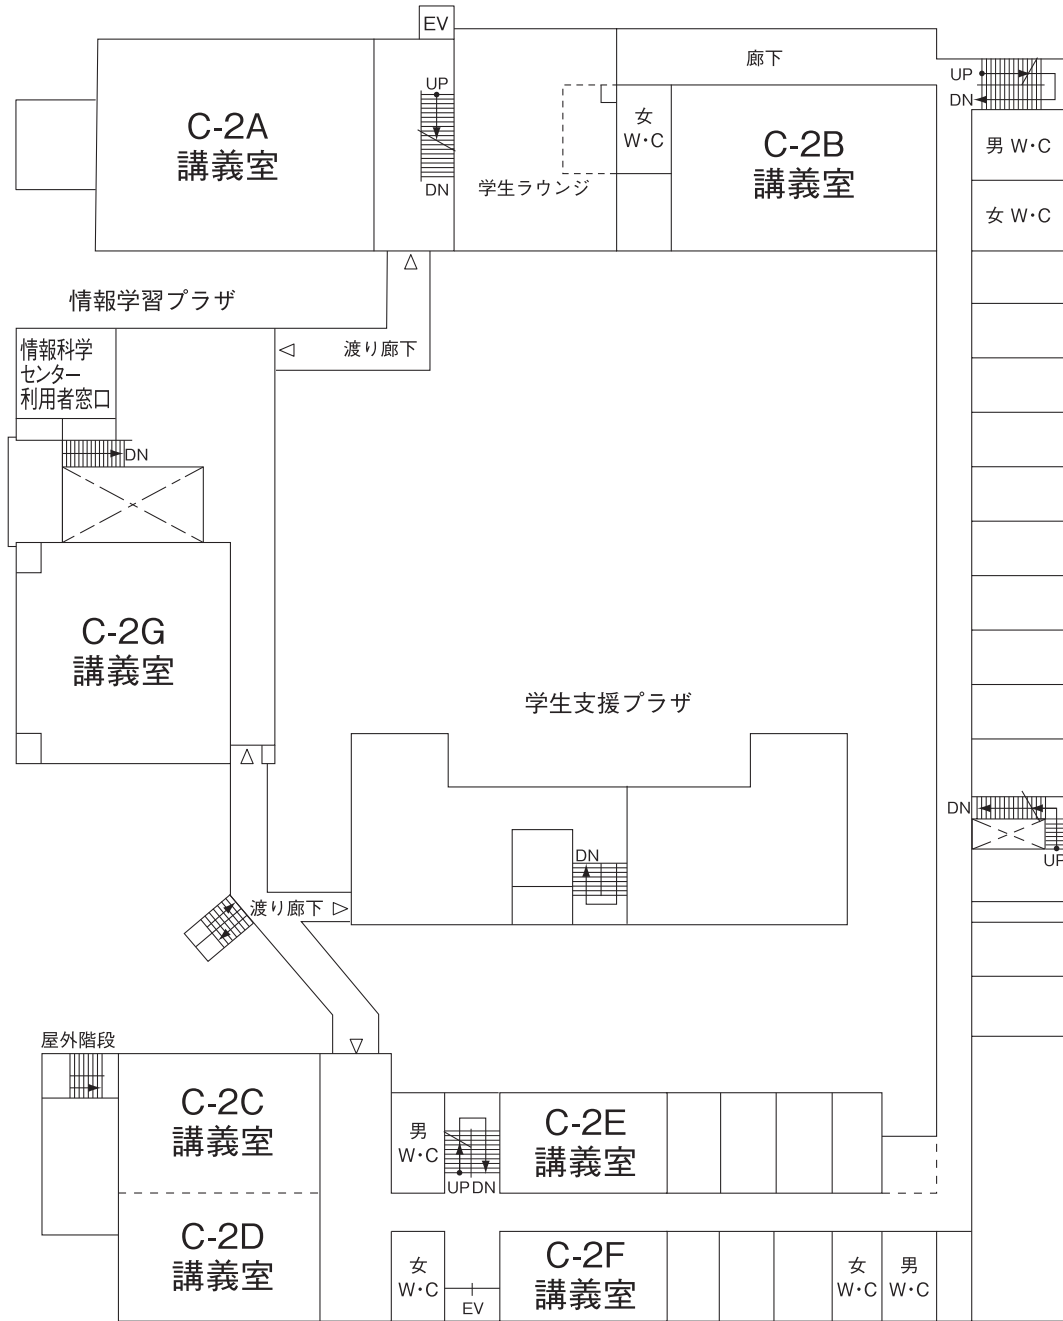 EV
廊下
UP
DN
UP
DN
C-2A
講義室
女
W･C
C-2B
講義室
学生ラウンジ
男 W･C
女 W･C
情報学習プラザ
渡り廊下
情報科学
センター
利用者窓口
DN
C-2G
講義室
学生支援プラザ
DN
UP
DN
渡り廊下
屋外階段
C-2C
講義室
男
W･C
UP
DN
C-2E
講義室
C-2D
講義室
女
W･C
EV
C-2F
講義室
女
W･C
男
W･C